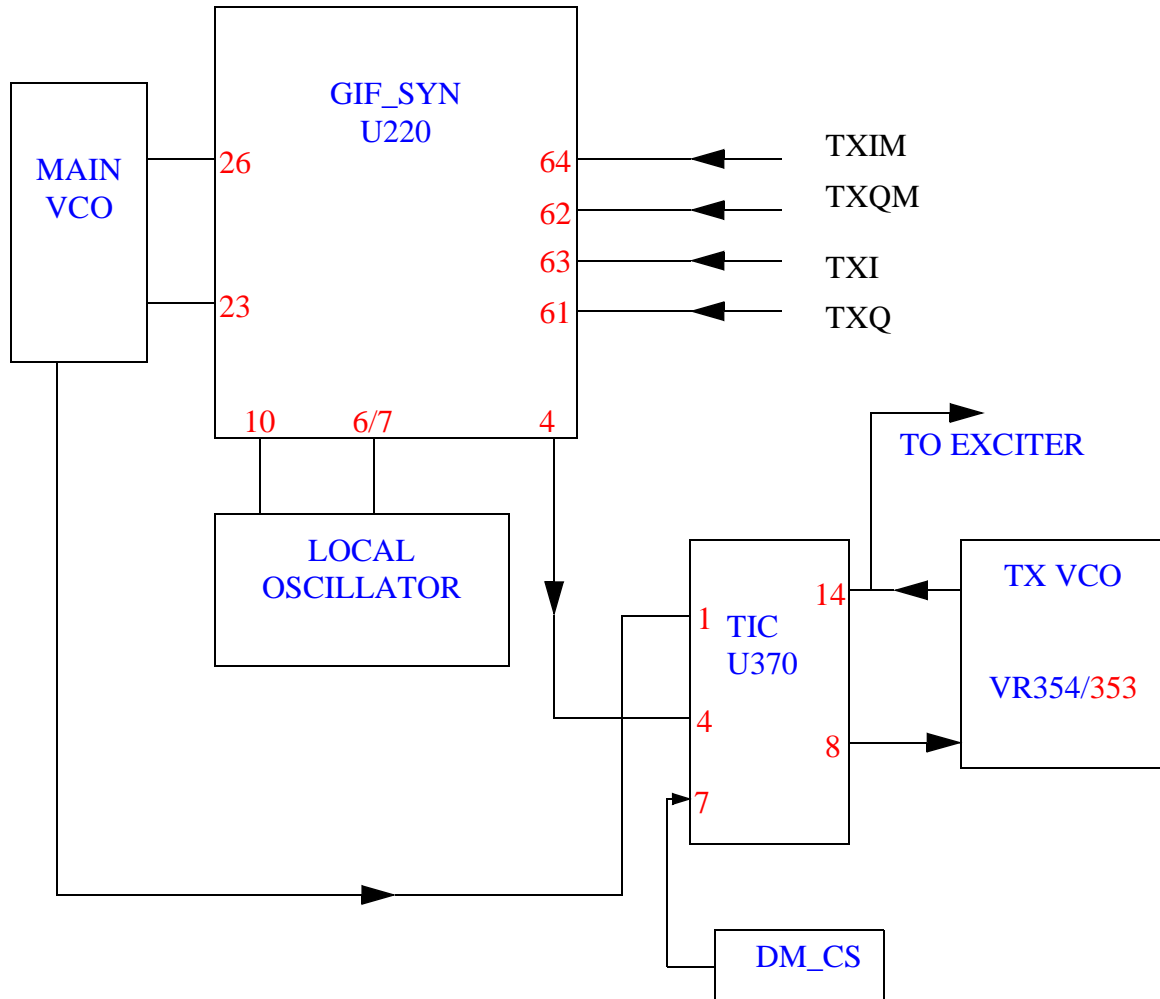 GIF_SYN
U220
MAIN
VCO
26
23
64
62
63
61
TXIM
TXQM
TXI
TXQ
10
6/7
4
LOCAL
OSCILLATOR
TO EXCITER
1
4
7
TIC
U370
14
8
TX VCO
VR354/353
DM_CS